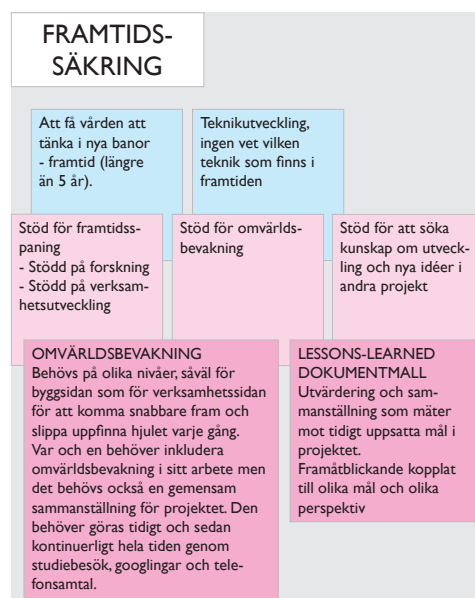 FRAMTIDS-
SÄKRING
Att få vården att
tänka i nya banor
- framtid (längre
än 5 år).
Teknikutveckling,
ingen vet vilken
teknik som finns i
framtiden
Stöd för framtidss-
paning
- Stödd på forskning
- Stödd på verksam-
hetsutveckling
Stöd för omvärlds-
bevakning
Stöd för att söka
kunskap om utveck-
ling och nya idéer i
andra projekt
OMVÄRLDSBEVAKNING
Behövs på olika nivåer, såväl för
byggsidan som för verksamhetssidan
för att komma snabbare fram och
slippa uppfinna hjulet varje gång.
Var och en behöver inkludera
omvärldsbevakning i sitt arbete men
det behövs också en gemensam
sammanställning för projektet. Den
behöver göras tidigt och sedan
kontinuerligt hela tiden genom
studiebesök, googlingar och tele-
fonsamtal.
LESSONS-LEARNED
DOKUMENTMALL
Utvärdering och sam-
manställning som mäter
mot tidigt uppsatta mål i
projektet.
Framåtblickande kopplat
till olika mål och olika
perspektiv